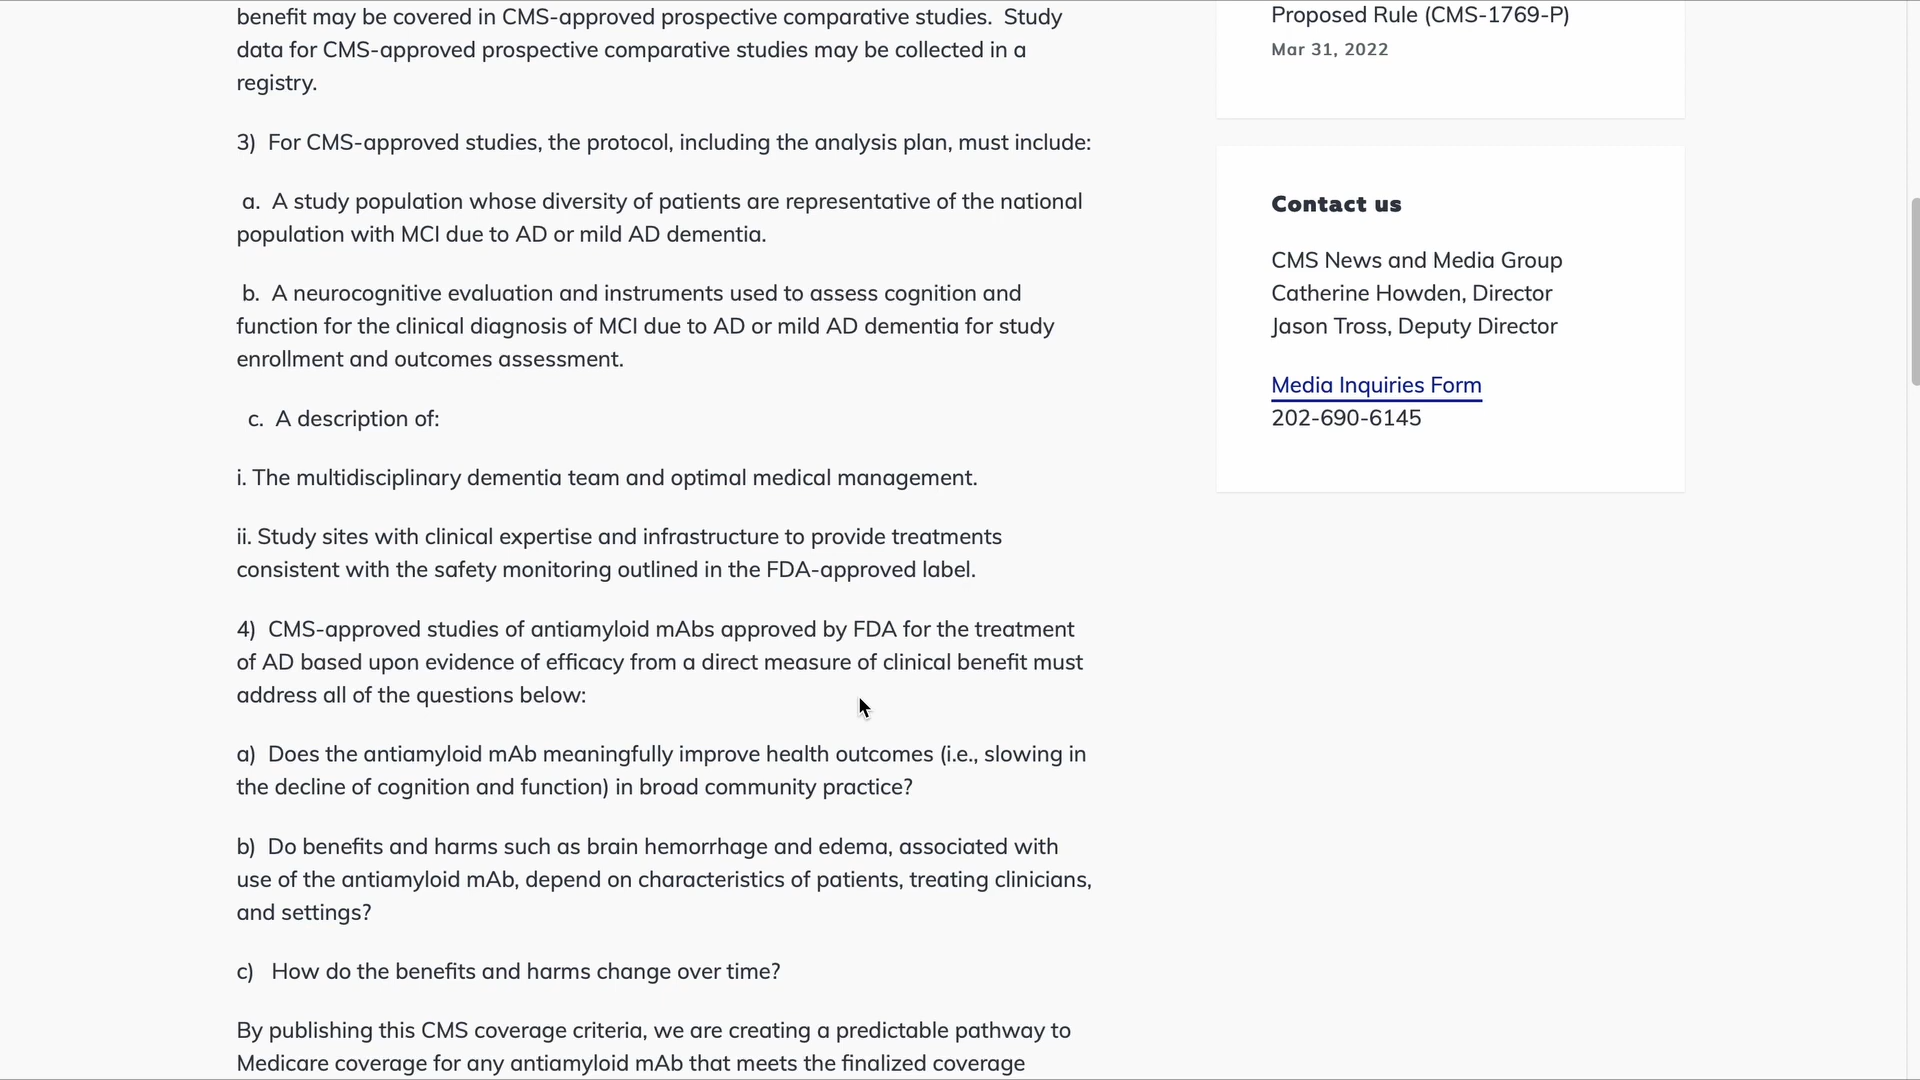 benefit may be covered in CMS-approved prospective comparative studies.  Study
data for CMS-approved prospective comparative studies may be collected in a
registry.
3)  For CMS-approved studies, the protocol, including the analysis plan, must include:
a.  A study population whose diversity of patients are representative of the national
population with MCI due to AD or mild AD dementia.
b.  A neurocognitive evaluation and instruments used to assess cognition and
function for the clinical diagnosis of MCI due to AD or mild AD dementia for study
enrollment and outcomes assessment.
c.  A description of:
i. The multidisciplinary dementia team and optimal medical management.
ii. Study sites with clinical expertise and infrastructure to provide treatments
consistent with the safety monitoring outlined in the FDA-approved label.
4)  CMS-approved studies of antiamyloid mAbs approved by FDA for the treatment
of AD based upon evidence of efficacy from a direct measure of clinical benefit must
address all of the questions below:
a)  Does the antiamyloid mAb meaningfully improve health outcomes (i.e., slowing in
the decline of cognition and function) in broad community practice?
b)  Do benefits and harms such as brain hemorrhage and edema, associated with
use of the antiamyloid mAb, depend on characteristics of patients, treating clinicians,
and settings?
c)   How do the benefits and harms change over time?
By publishing this CMS coverage criteria, we are creating a predictable pathway to
Medicare coverage for any antiamyloid mAb that meets the finalized coverage
Proposed Rule (CMS-1769-P)
Mar 31, 2022
Contact us
CMS News and Media Group
Catherine Howden, Director
Jason Tross, Deputy Director
Media Inquiries Form
202-690-6145